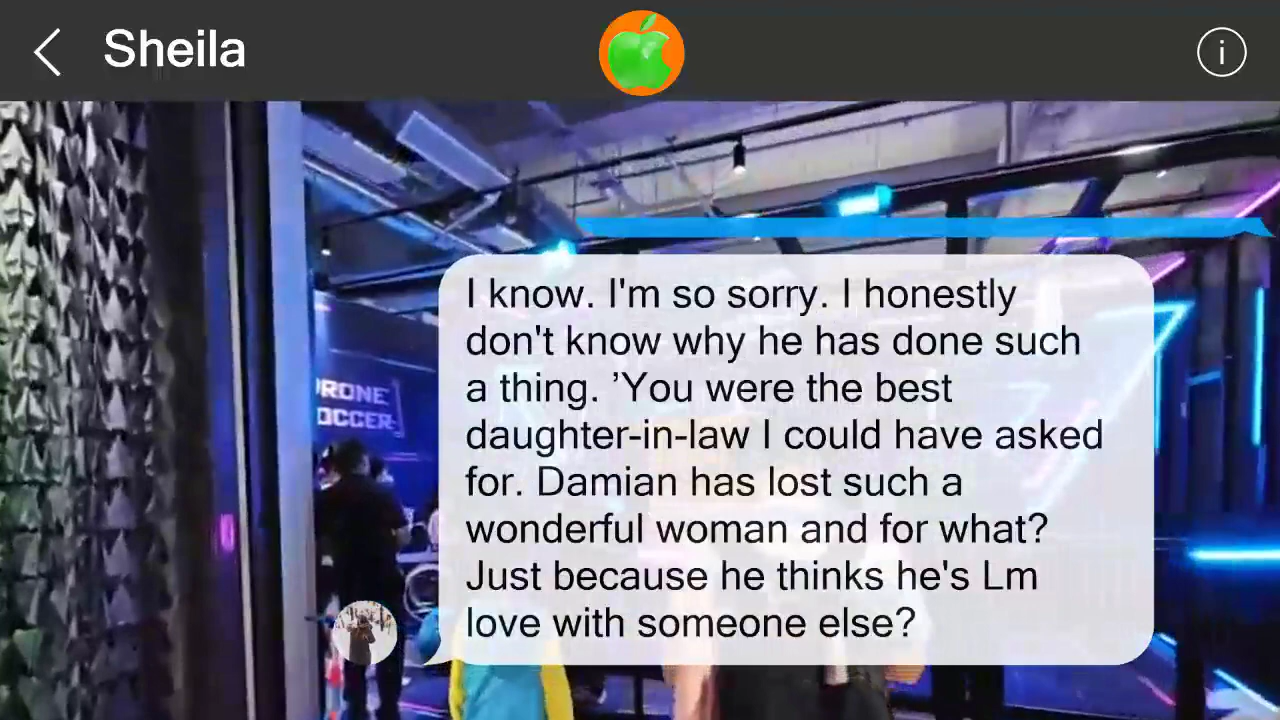 Sheila
i
I know. I'm so sorry. I honestly
don't know why he has done such
a thing. ’You were the best
daughter-in-law I could have asked
for. Damian has lost such a
wonderful woman and for what?
Just because he thinks he's Lm
love with someone else?
DRONE
SOCCER